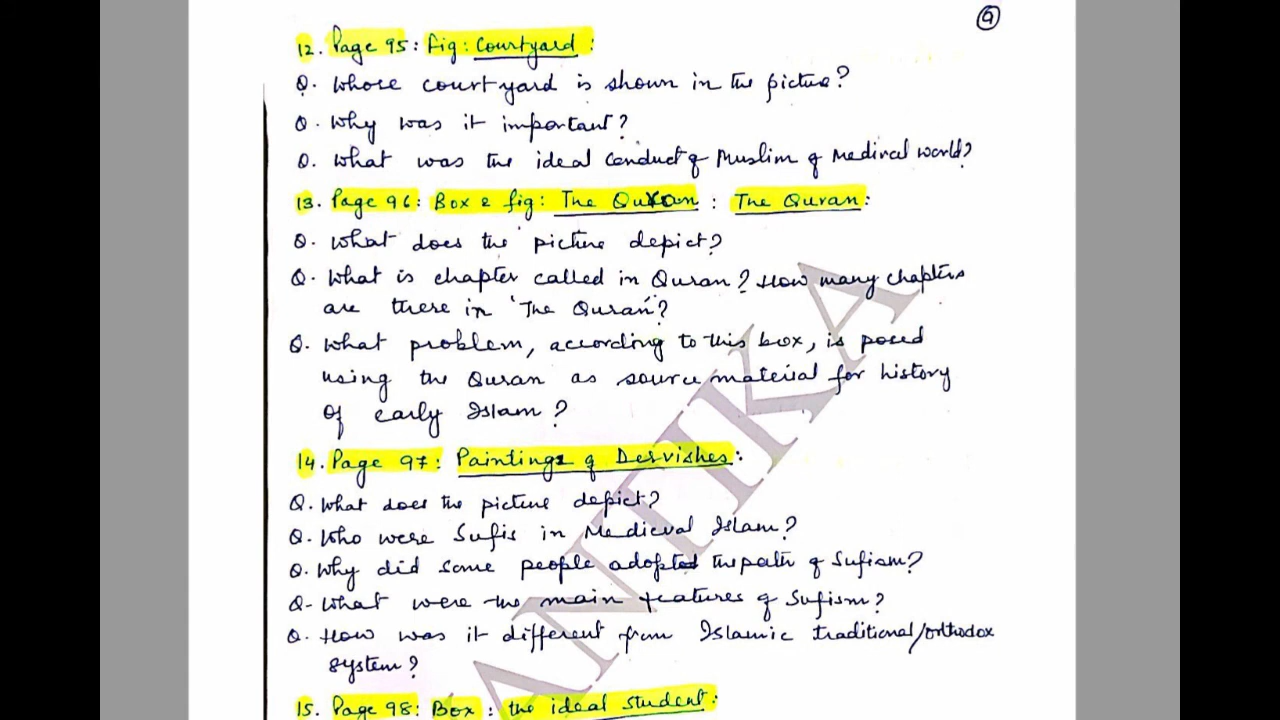 9
12. Page 95: Fig: Courtyard:
Q. Whose courtyard is shown in the picture?
Q. Why was it important?
Q. What was the ideal conduct of Muslim of Medival world?
13. Page 96: Box & fig: The Quran : The Quran:
Q. What does the picture depict?
Q. What is chapter called in Quran? How many chapters
are there in 'The Quran'?
Q. What problem, according to this box, is posed
using the Quran as source material for history
of early Islam?
14. Page 97: Painting of Dervishes:
Q. What does the picture depict?
Q. Who were Sufis in Medieval Islam?
Q. Why did some people adopted the path of Sufism?
Q- What were the main features of Sufism?
Q. How was it different from Islamic traditional/orthodox
system?
15. Page 98: Box: the ideal student:
ANTIKA